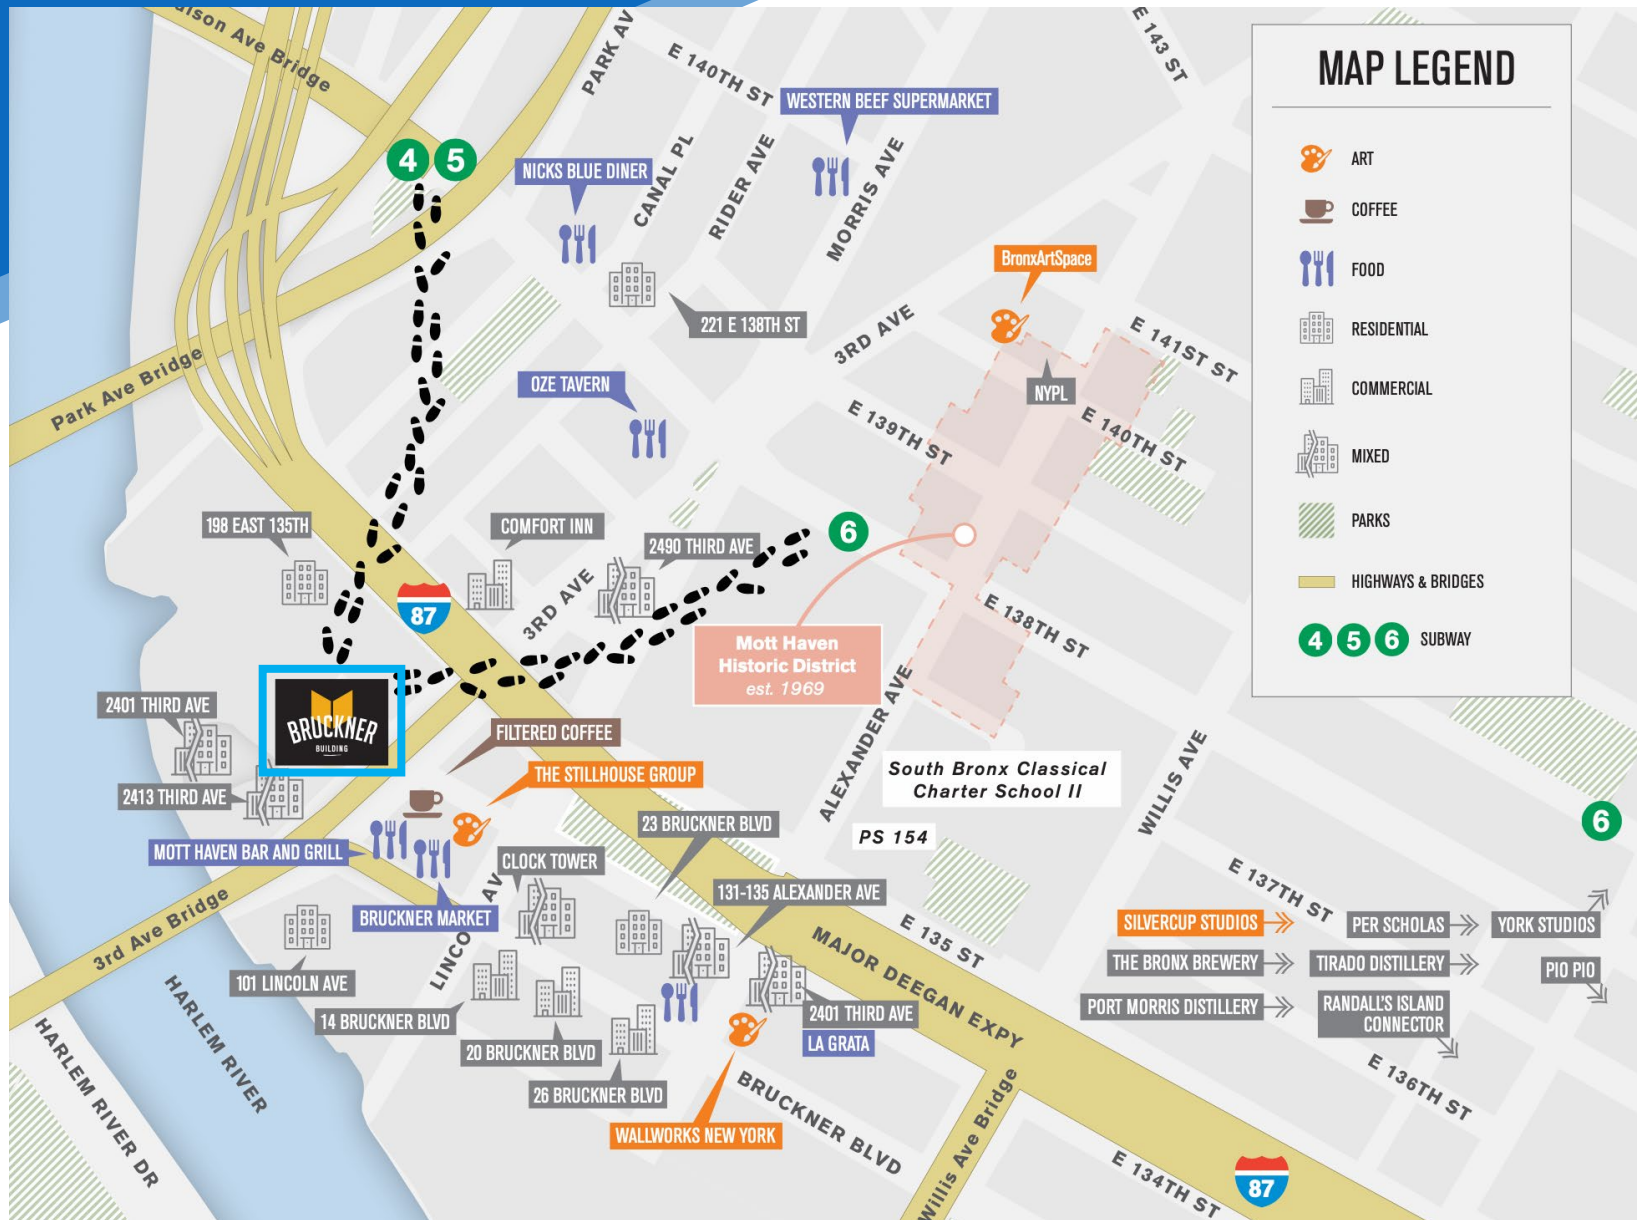 dison Ave Bridge
PARK AV
E 140TH ST
E 143 ST
MAP LEGEND
WESTERN BEEF SUPERMARKET
ART
4 5
NICKS BLUE DINER
CANAL PL
RIDER AVE
MORRIS AVE
COFFEE
BronxArtSpace
FOOD
221 E 138TH ST
3RD AVE
E 141ST ST
RESIDENTIAL
Park Ave Bridge
OZE TAVERN
NYPL
COMMERCIAL
E 139TH ST
E 140TH ST
MIXED
198 EAST 135TH
COMFORT INN
2490 THIRD AVE
6
PARKS
87
3RD AVE
HIGHWAYS & BRIDGES
E 138TH ST
4 5 6 SUBWAY
Mott Haven
Historic District
est. 1969
2401 THIRD AVE
BRUCKNER
BUILDING
FILTERED COFFEE
ALEXANDER AVE
WILLIS AVE
THE STILLHOUSE GROUP
South Bronx Classical
Charter School II
2413 THIRD AVE
23 BRUCKNER BLVD
PS 154
6
MOTT HAVEN BAR AND GRILL
CLOCK TOWER
E 137TH ST
BRUCKNER MARKET
131-135 ALEXANDER AVE
LINCO
AV
3rd Ave Bridge
E 135 ST
SILVERCUP STUDIOS
PER SCHOLAS
YORK STUDIOS
MAJOR DEEGAN EXPY
THE BRONX BREWERY
TIRADO DISTILLERY
PIO PIO
101 LINCOLN AVE
PORT MORRIS DISTILLERY
RANDALL'S ISLAND
CONNECTOR
14 BRUCKNER BLVD
2401 THIRD AVE
LA GRATA
20 BRUCKNER BLVD
HARLEM RIVER
HARLEM RIVER DR
26 BRUCKNER BLVD
E 136TH ST
BRUCKNER BLVD
WALLWORKS NEW YORK
Willis Ave Bridge
E 134TH ST
87